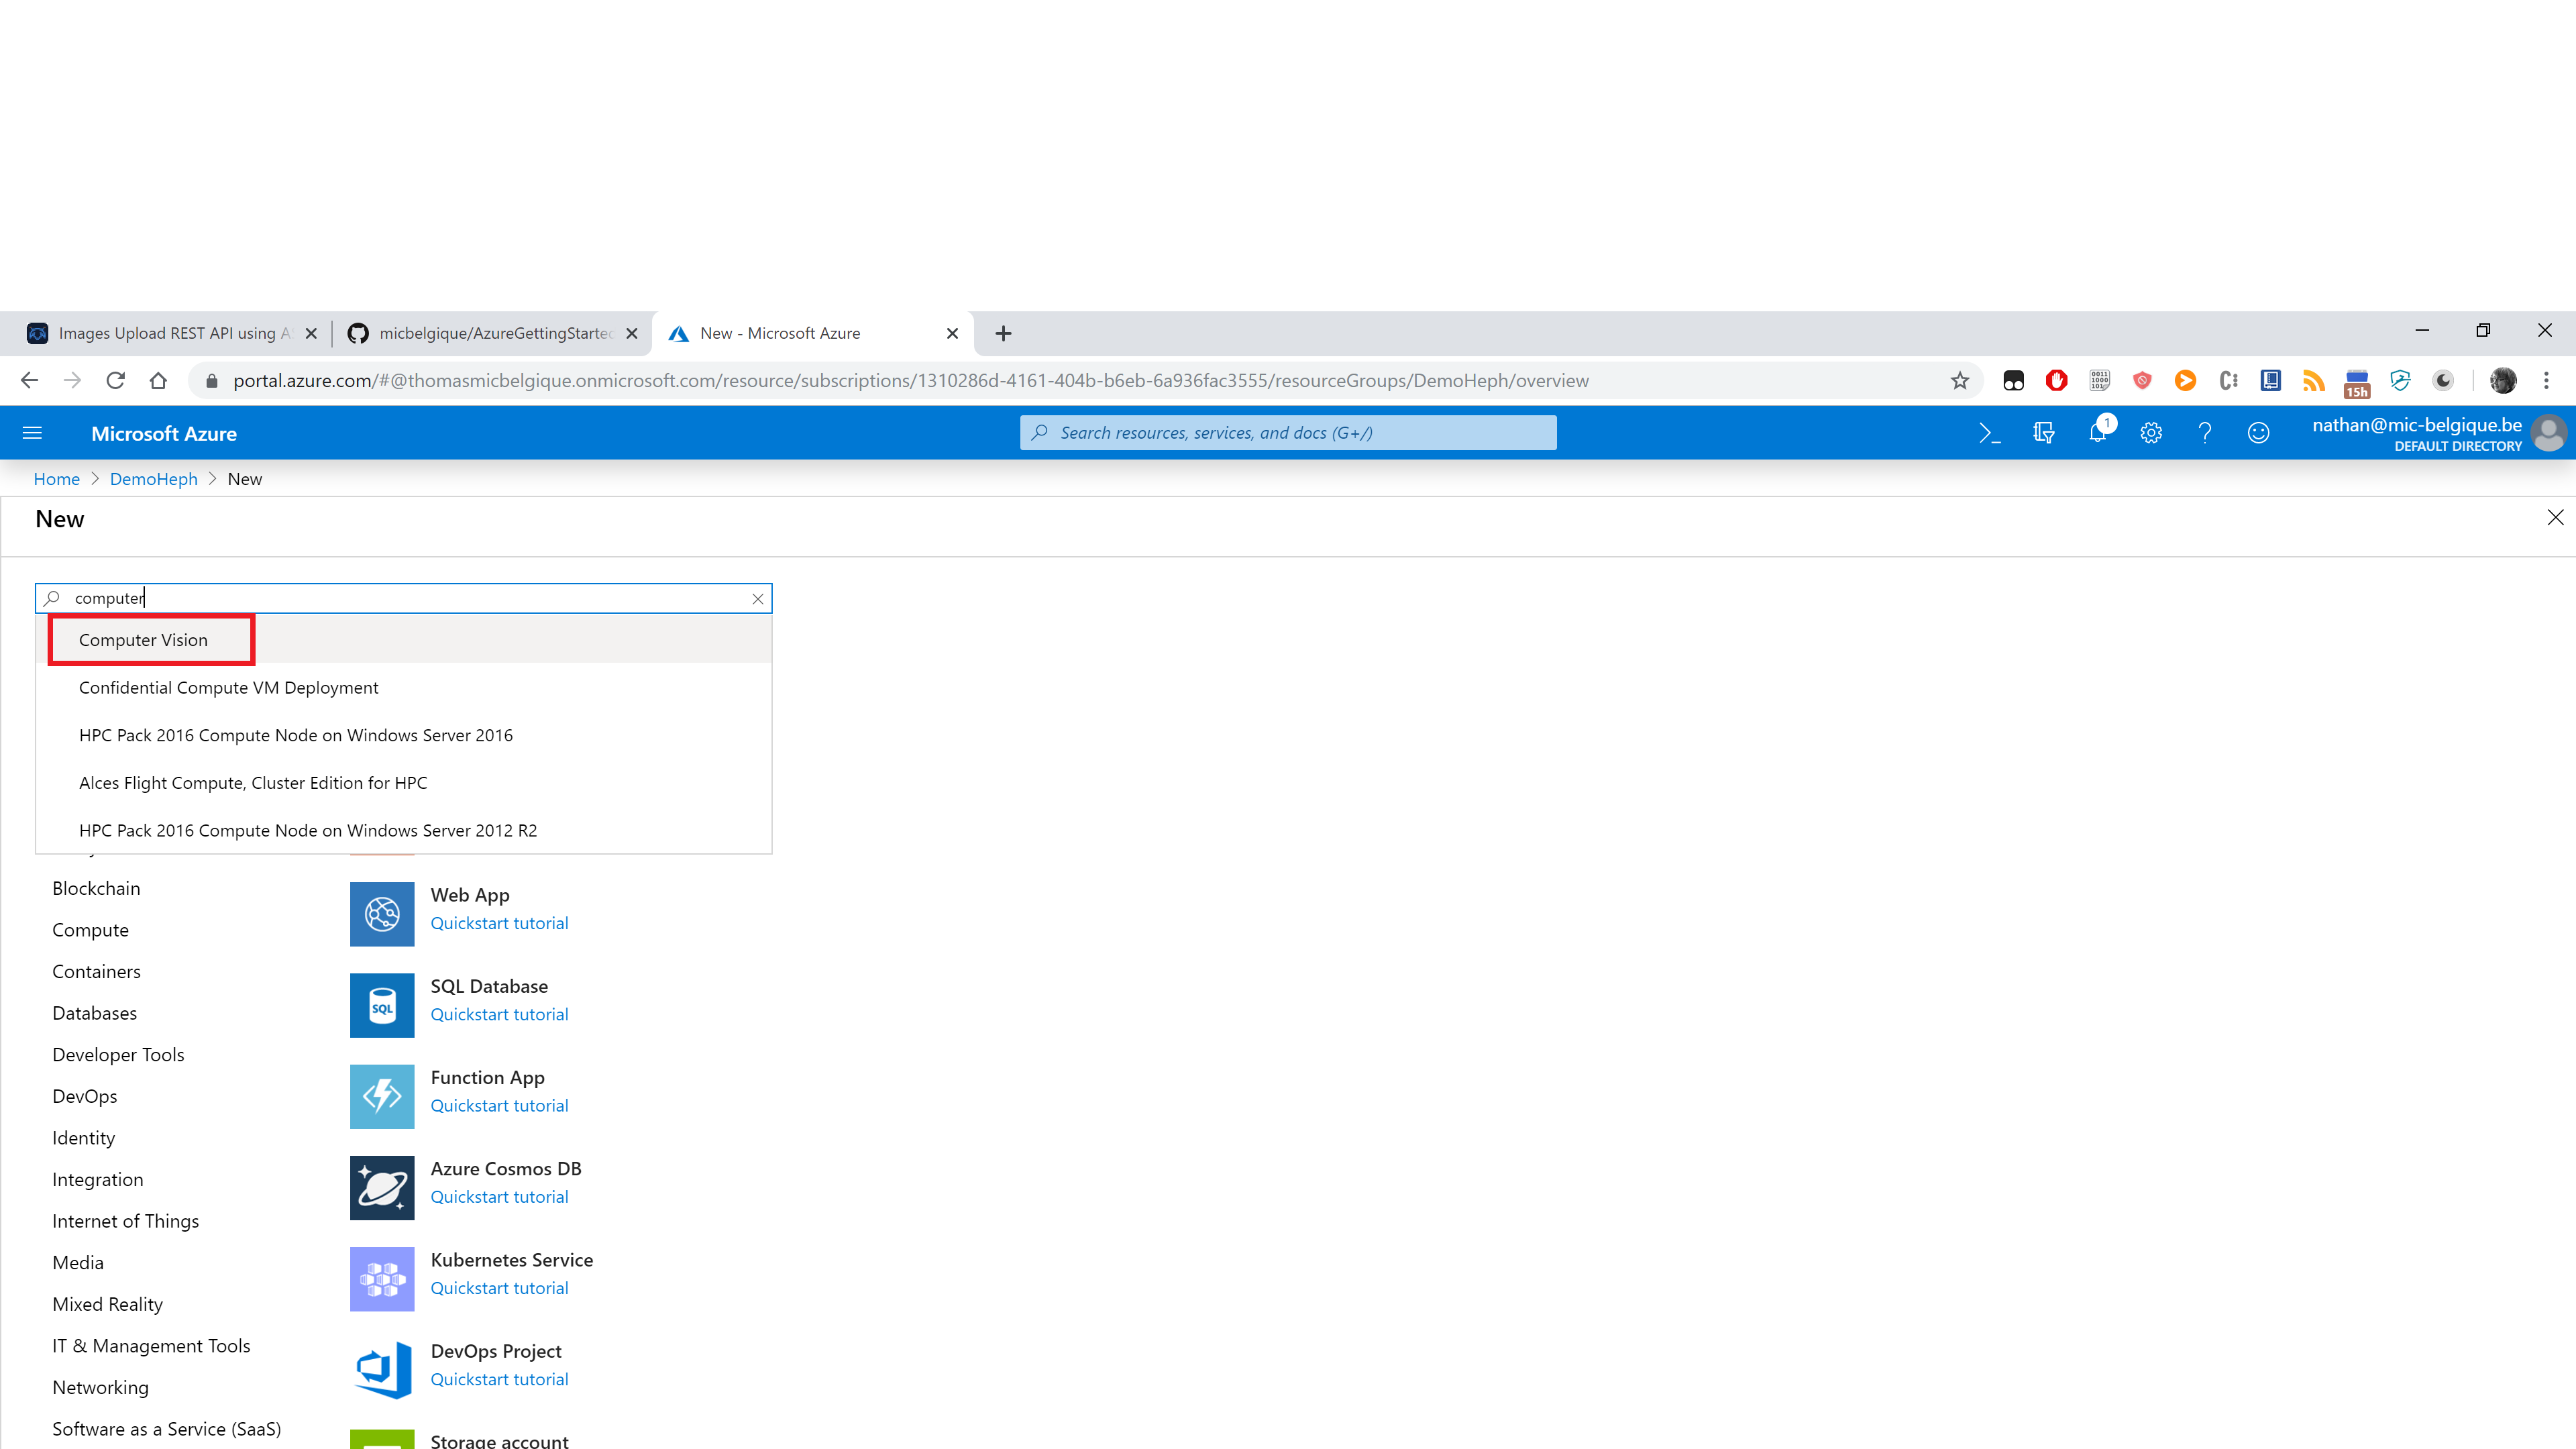 Images Upload REST API using A
micbelgique/AzureGettingStarted
New - Microsoft Azure
portal.azure.com/#@thomasmicbelgique.onmicrosoft.com/resource/subscriptions/1310286d-4161-404b-b6eb-6a936fac3555/resourceGroups/DemoHeph/overview
15h
Microsoft Azure
Search resources, services, and docs (G+/)
1
nathan@mic-belgique.be
DEFAULT DIRECTORY
Home > DemoHeph > New
New
computer
Computer Vision
Confidential Compute VM Deployment
HPC Pack 2016 Compute Node on Windows Server 2016
Alces Flight Compute, Cluster Edition for HPC
HPC Pack 2016 Compute Node on Windows Server 2012 R2
Blockchain
Compute
Containers
Databases
Developer Tools
DevOps
Identity
Integration
Internet of Things
Media
Mixed Reality
IT & Management Tools
Networking
Software as a Service (SaaS)
Web App
Quickstart tutorial
SQL
SQL Database
Quickstart tutorial
Function App
Quickstart tutorial
Azure Cosmos DB
Quickstart tutorial
Kubernetes Service
Quickstart tutorial
DevOps Project
Quickstart tutorial
Storage account